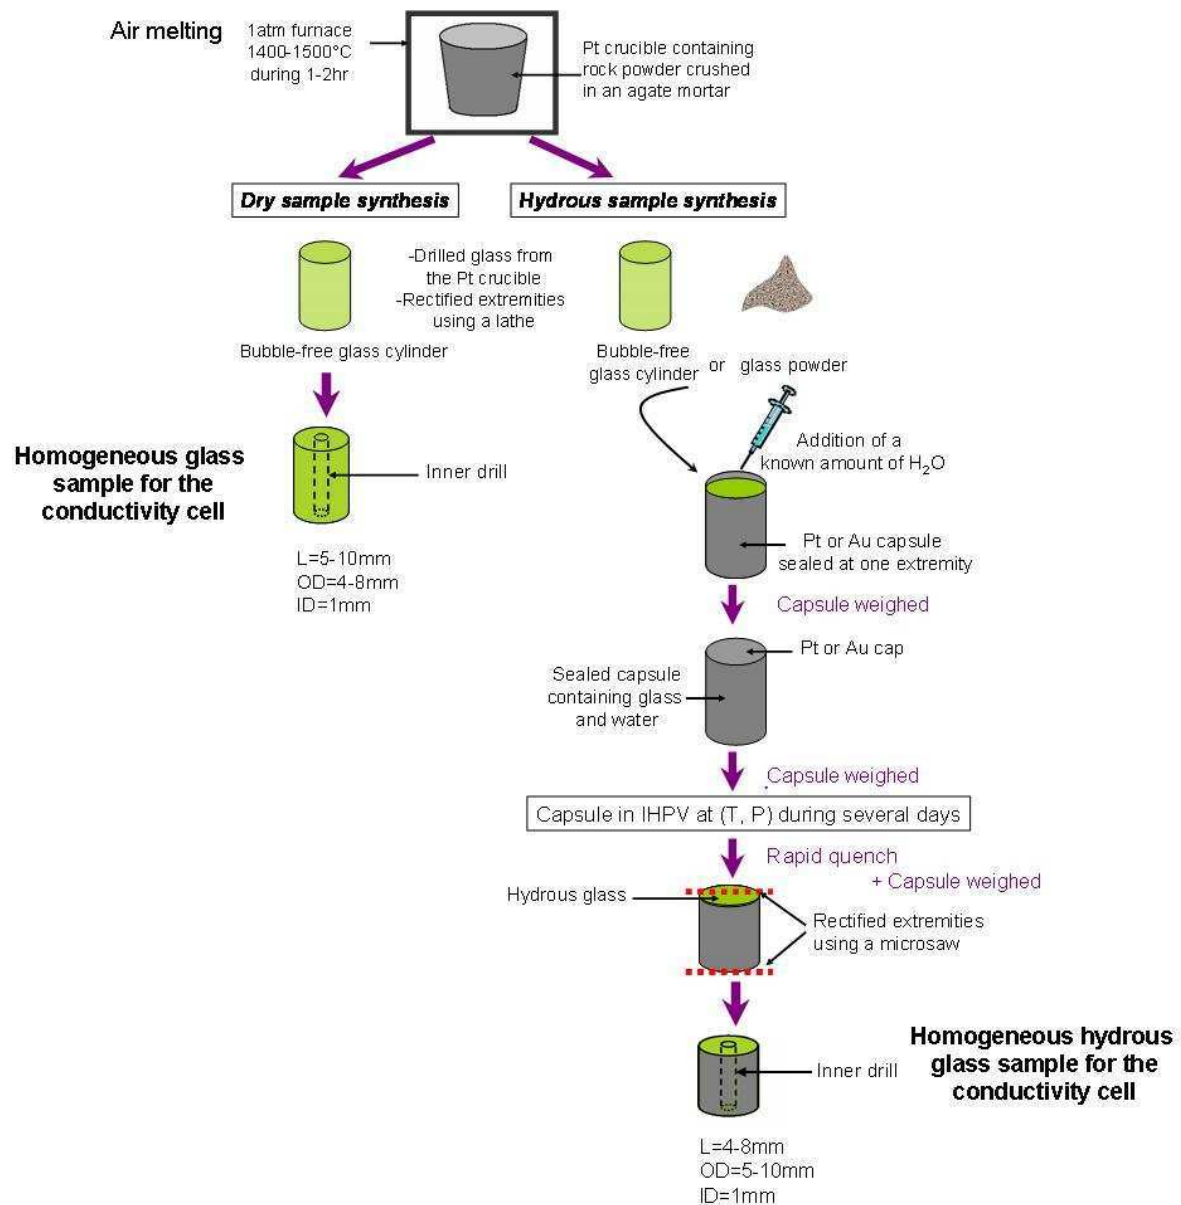 Air melting
1atm furnace
1400-1500°C
during 1-2hr
Pt crucible containing
rock powder crushed
in an agate mortar
Dry sample synthesis
Hydrous sample synthesis
-Drilled glass from
the Pt crucible
-Rectified extremities
using a lathe
Bubble-free glass cylinder
Bubble-free
glass cylinder
or
glass powder
Homogeneous glass
sample for the
conductivity cell
Inner drill
Addition of a
known amount of H₂O
L=5-10mm
OD=4-8mm
ID=1mm
Pt or Au capsule
sealed at one extremity
Capsule weighed
Pt or Au cap
Sealed capsule
containing glass
and water
Capsule weighed
Capsule in IHPV at (T, P) during several days
Rapid quench
+ Capsule weighed
Hydrous glass
Rectified extremities
using a microsaw
Homogeneous hydrous
glass sample for the
conductivity cell
Inner drill
L=4-8mm
OD=5-10mm
ID=1mm